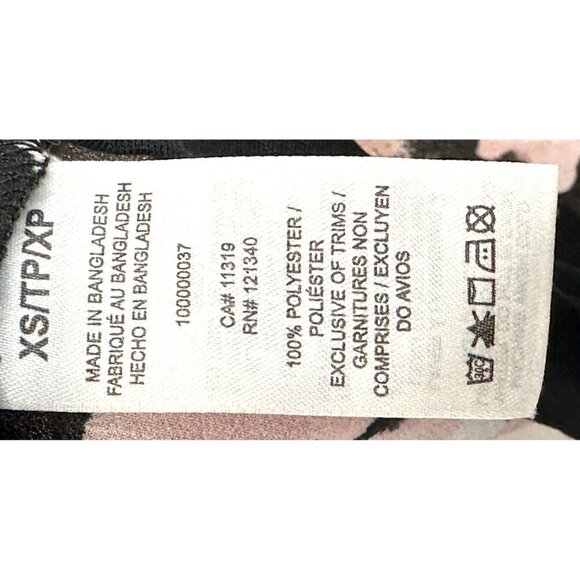 XS/TP/XP
MADE IN BANGLADESH
FABRIQUÉ AU BANGLADESH
HECHO EN BANGLADESH
100000037
CA# 11319
RN# 121340
100% POLYESTER /
POLIÉSTER
EXCLUSIVE OF TRIMS /
GARNITURES NON
COMPRISES / EXCLUYEN
DO AVIOS
30C